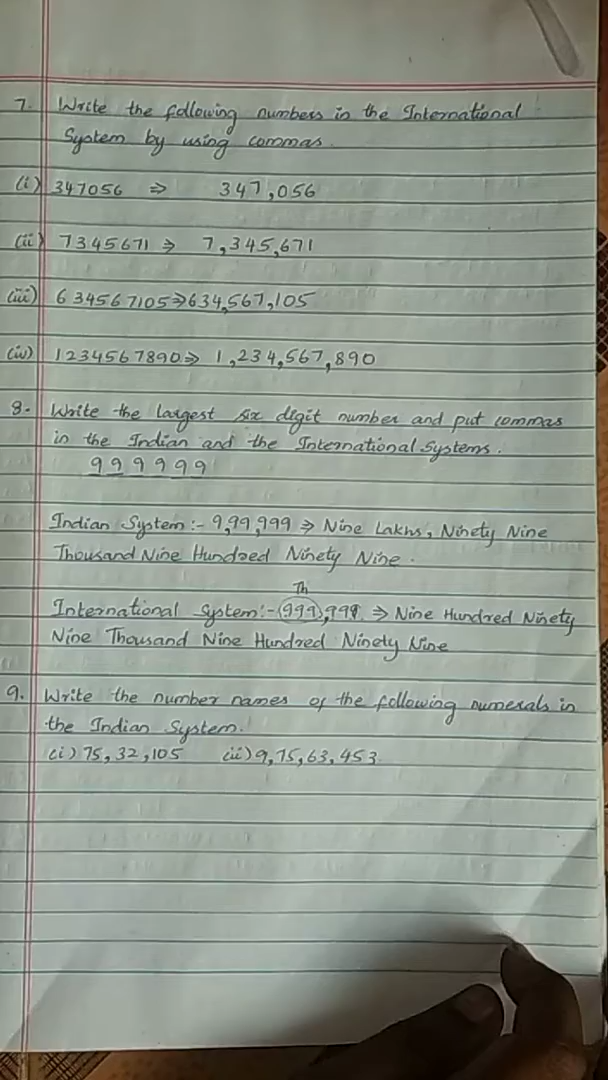 7. Write the following numbers in the International
System by using commas.
(i) 347056 ⇒ 347,056
(ii) 7345671 ⇒ 7,345,671
(iii) 634567105⇒634,567,105
(iv) 1234567890⇒ 1,234,567,890
8. Write the largest six digit number and put commas
in the Indian and the International Systems.
999999
Indian System:- 9,99,999 ⇒ Nine Lakhs, Ninety Nine
Thousand Nine Hundred Ninety Nine.
Th
International System:- 999,999 ⇒ Nine Hundred Ninety
Nine Thousand Nine Hundred Ninety Nine
9. Write the number names of the following numerals in
the Indian System.
(i) 75,32,105 (ii) 9,75,63,453.